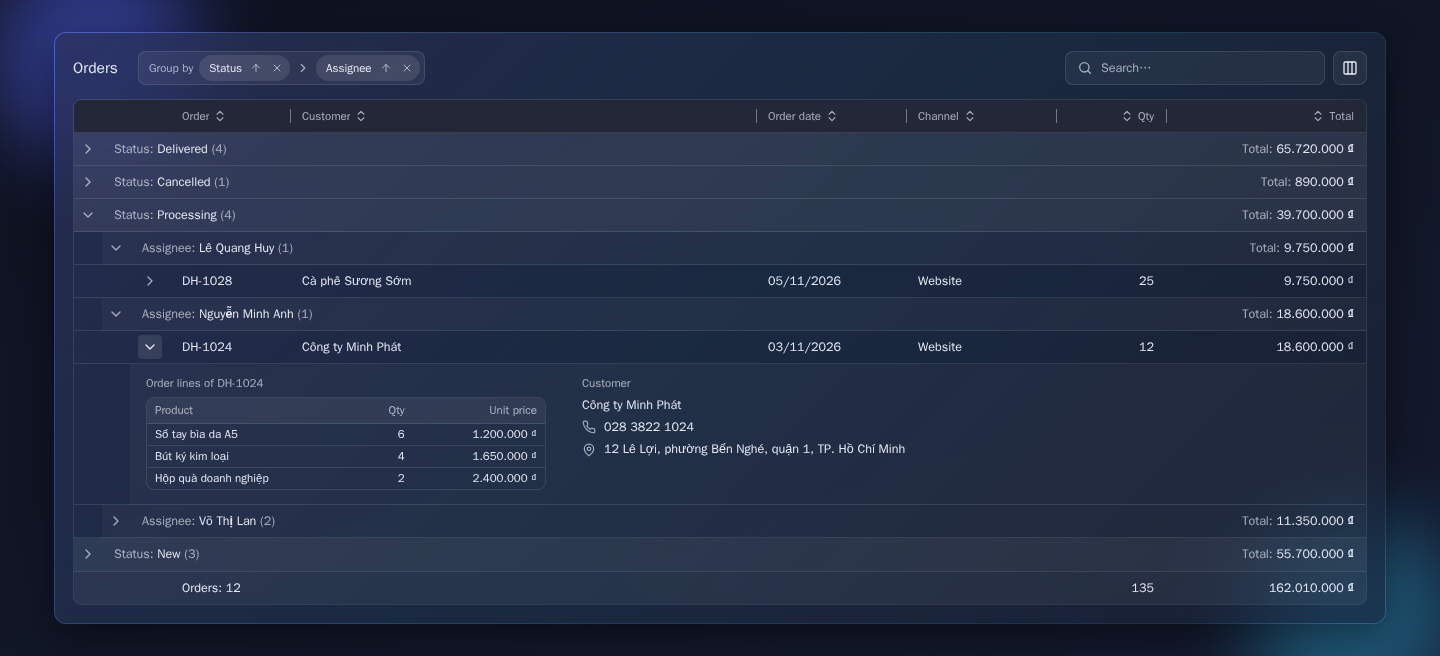 Orders Group by Status Assignee Search…
Order Customer Order date Channel Qty Total
Status: Delivered (4) Total: 65.720.000 ₫
Status: Cancelled (1) Total: 890.000 ₫
Status: Processing (4) Total: 39.700.000 ₫
Assignee: Lê Quang Huy (1) Total: 9.750.000 ₫
DH-1028 Cà phê Sương Sớm 05/11/2026 Website 25 9.750.000 ₫
Assignee: Nguyễn Minh Anh (1) Total: 18.600.000 ₫
DH-1024 Công ty Minh Phát 03/11/2026 Website 12 18.600.000 ₫
Order lines of DH-1024
Product Qty Unit price
Sổ tay bìa da A5 6 1.200.000 ₫
Bút ký kim loại 4 1.650.000 ₫
Hộp quà doanh nghiệp 2 2.400.000 ₫
Customer
Công ty Minh Phát
028 3822 1024
12 Lê Lợi, phường Bến Nghé, quận 1, TP. Hồ Chí Minh
Assignee: Võ Thị Lan (2) Total: 11.350.000 ₫
Status: New (3) Total: 55.700.000 ₫
Orders: 12 135 162.010.000 ₫